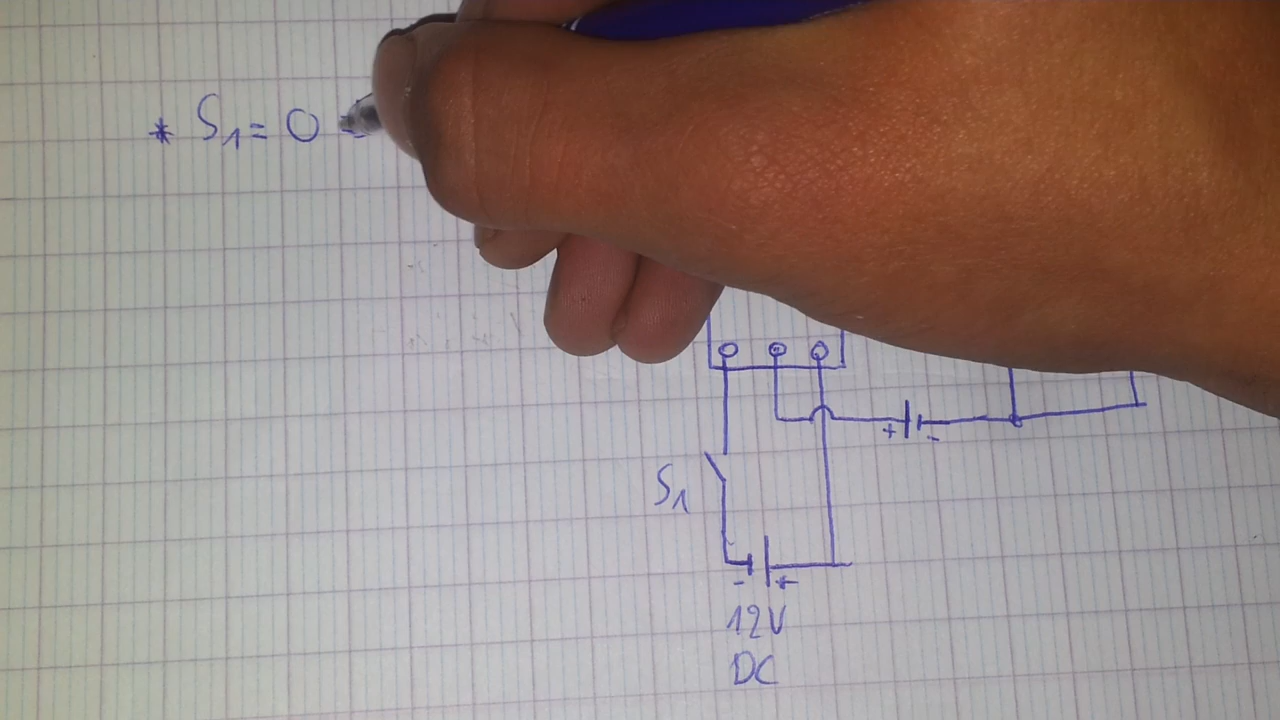 * S₁ = 0
+ -
S₁
- +
12V
DC